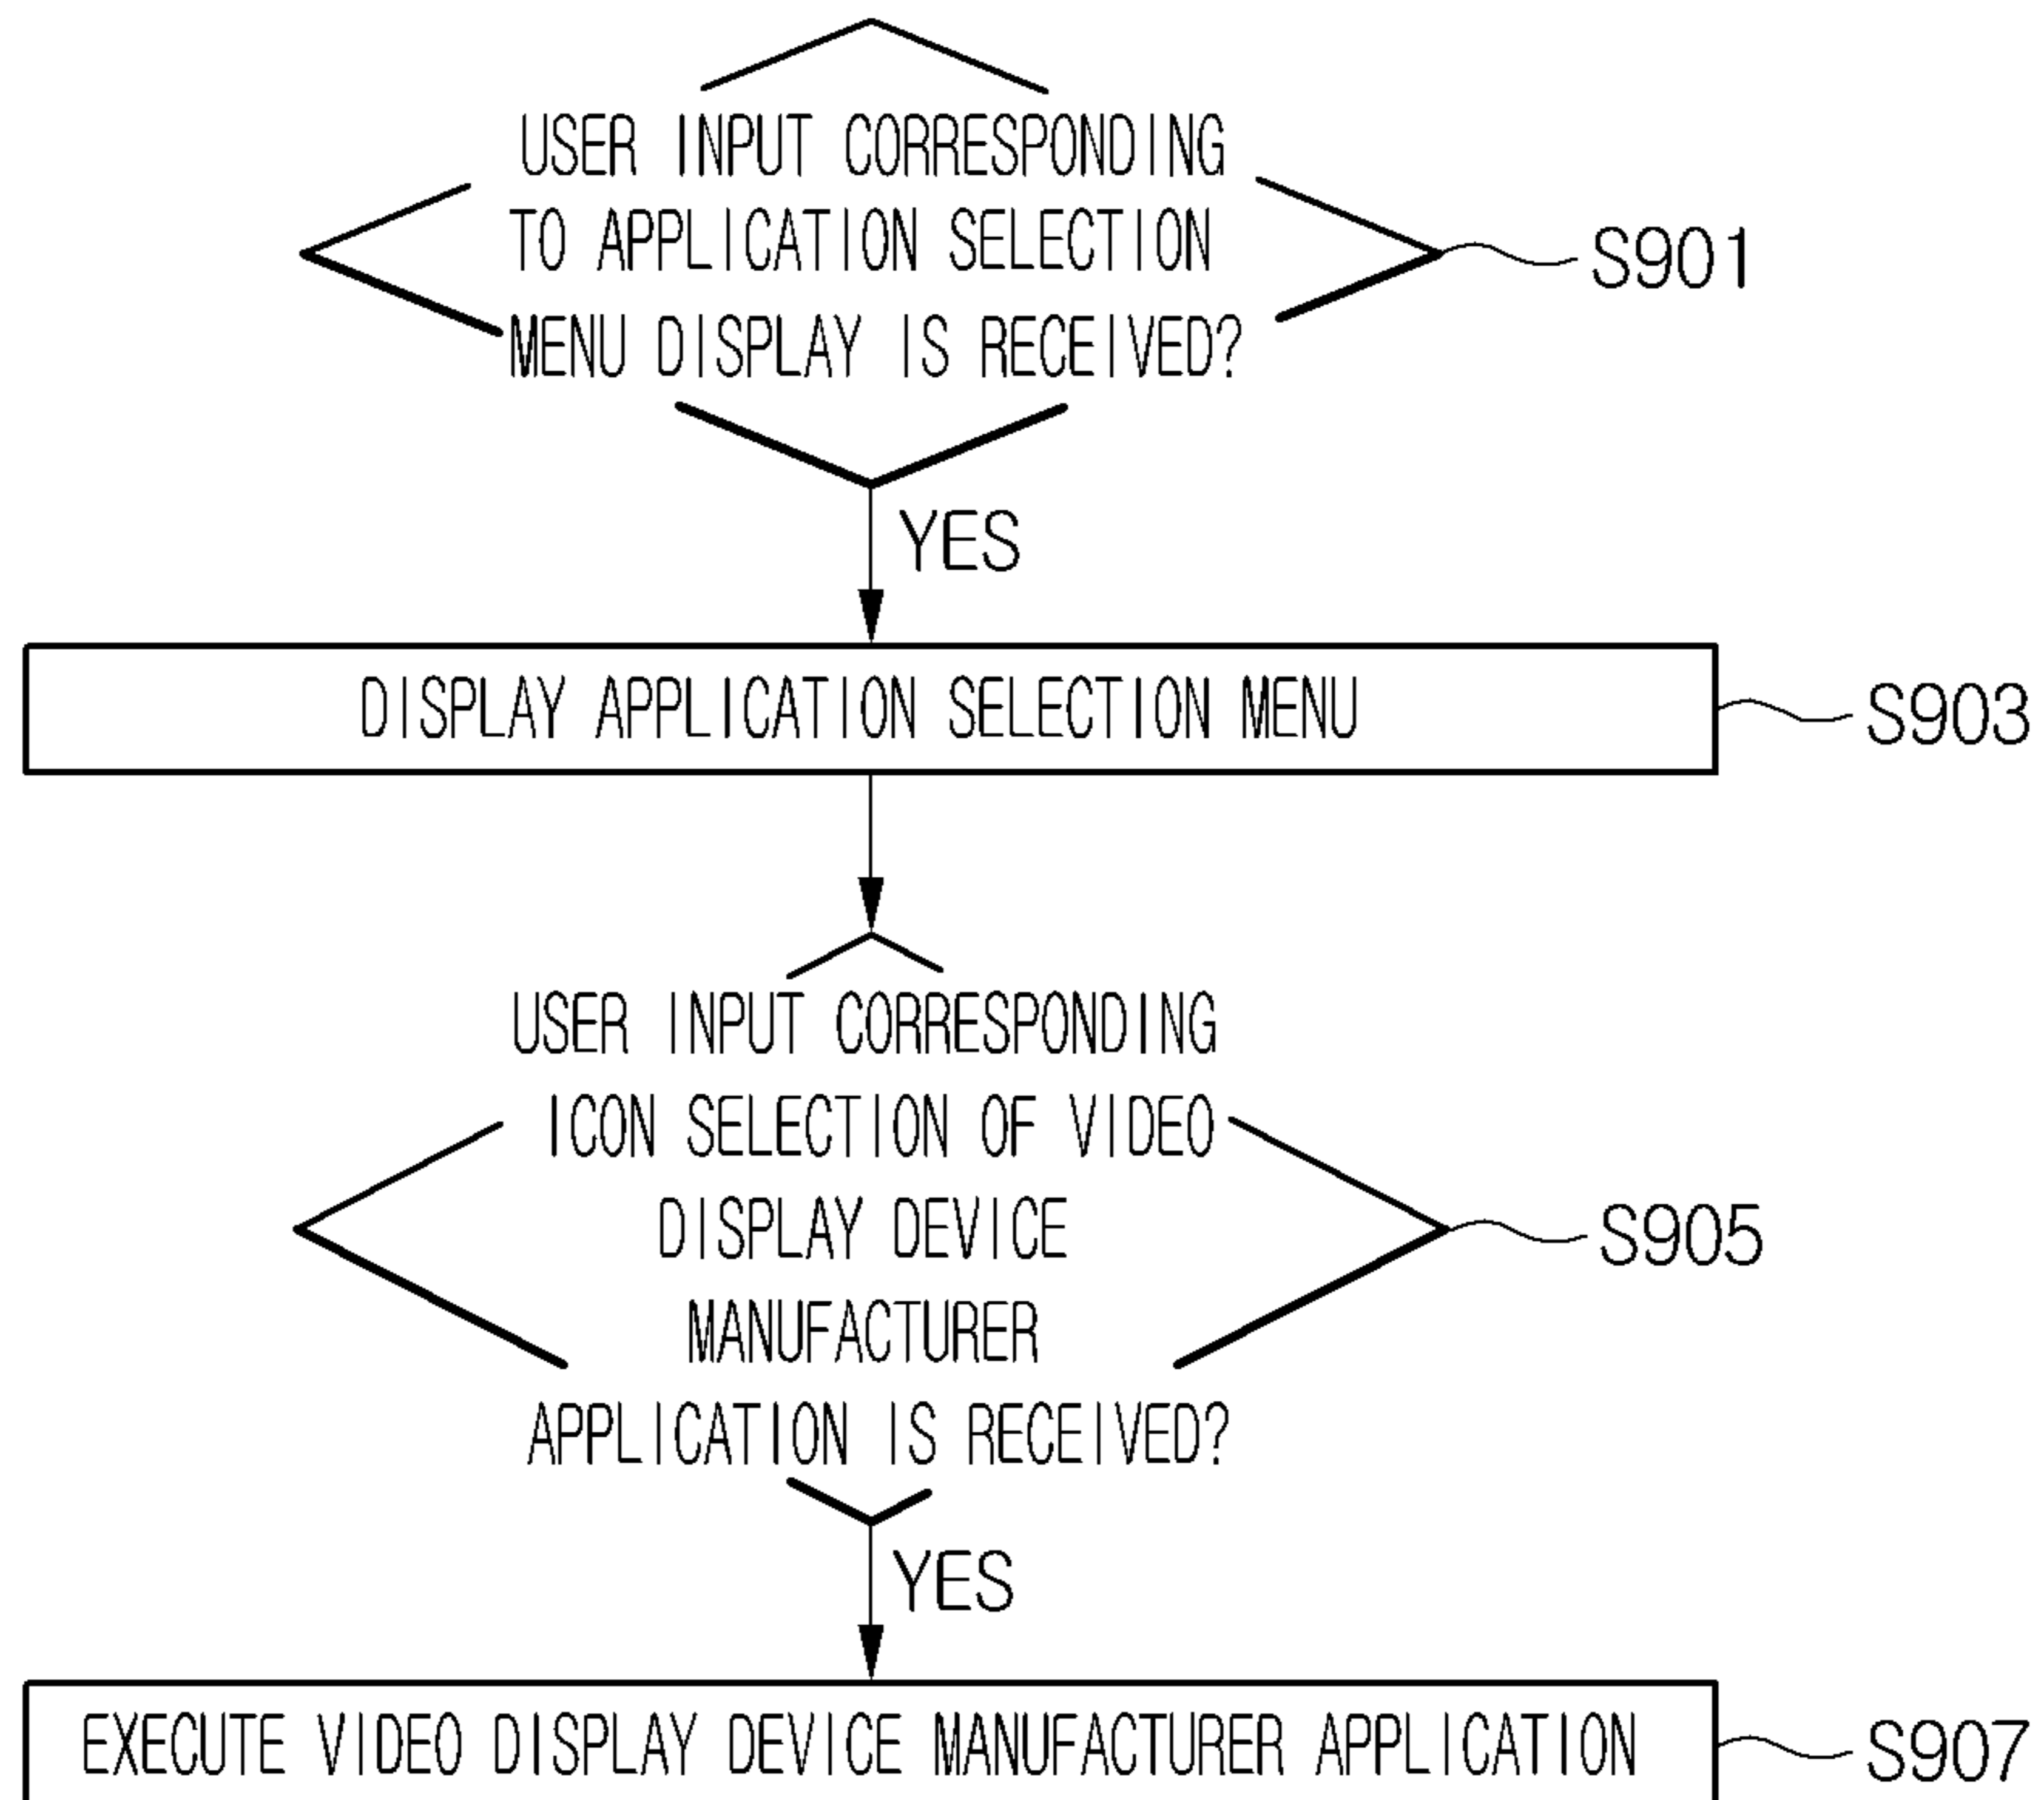 USER INPUT CORRESPONDING
TO APPLICATION SELECTION
MENU DISPLAY IS RECEIVED?
S901
YES
DISPLAY APPLICATION SELECTION MENU
S903
USER INPUT CORRESPONDING
ICON SELECTION OF VIDEO
DISPLAY DEVICE
MANUFACTURER
APPLICATION IS RECEIVED?
S905
YES
EXECUTE VIDEO DISPLAY DEVICE MANUFACTURER APPLICATION
S907